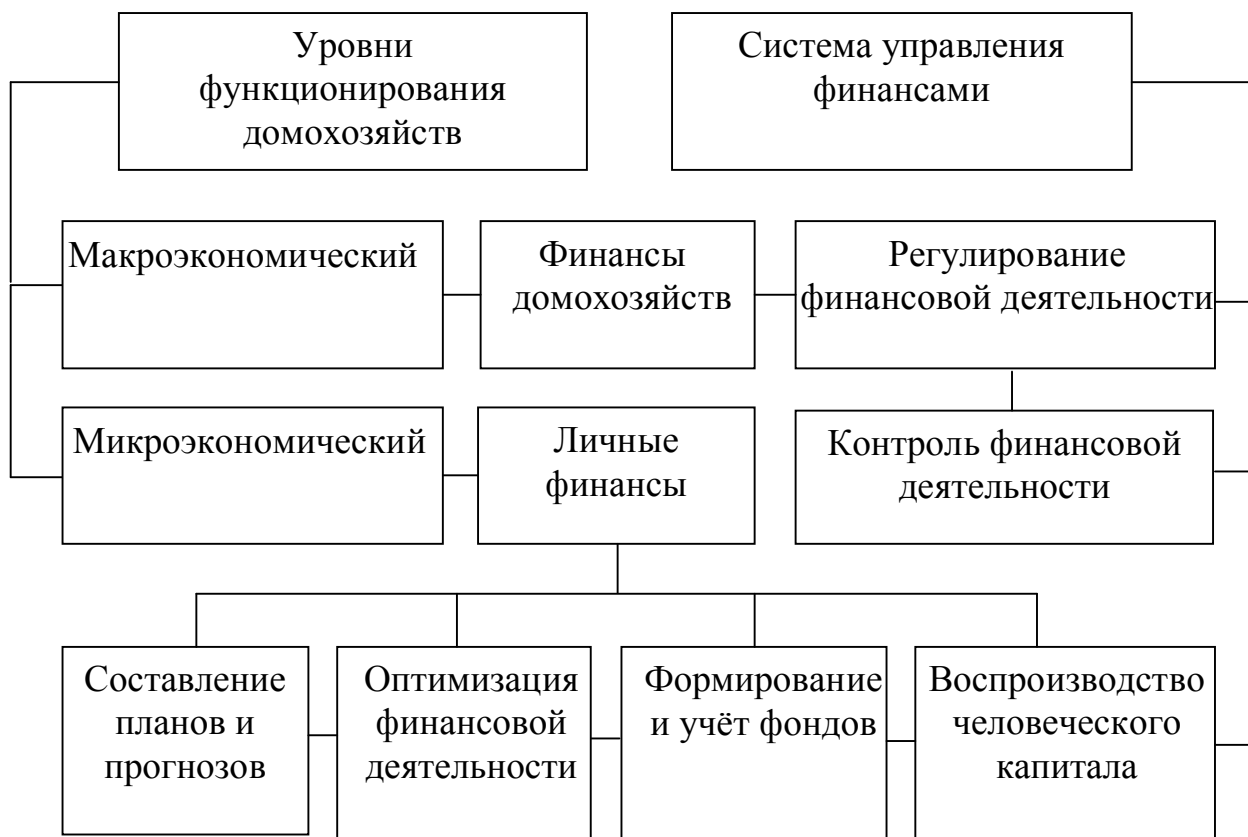 Уровни
функционирования
домохозяйств
Система управления
финансами
Макроэкономический
Финансы
домохозяйств
Регулирование
финансовой деятельности
Микроэкономический
Личные
финансы
Контроль финансовой
деятельности
Составление
планов и
прогнозов
Оптимизация
финансовой
деятельности
Формирование
и учёт фондов
Воспроизводство
человеческого
капитала